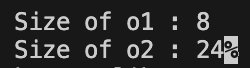 Size of o1 : 8
Size of o2 : 24%